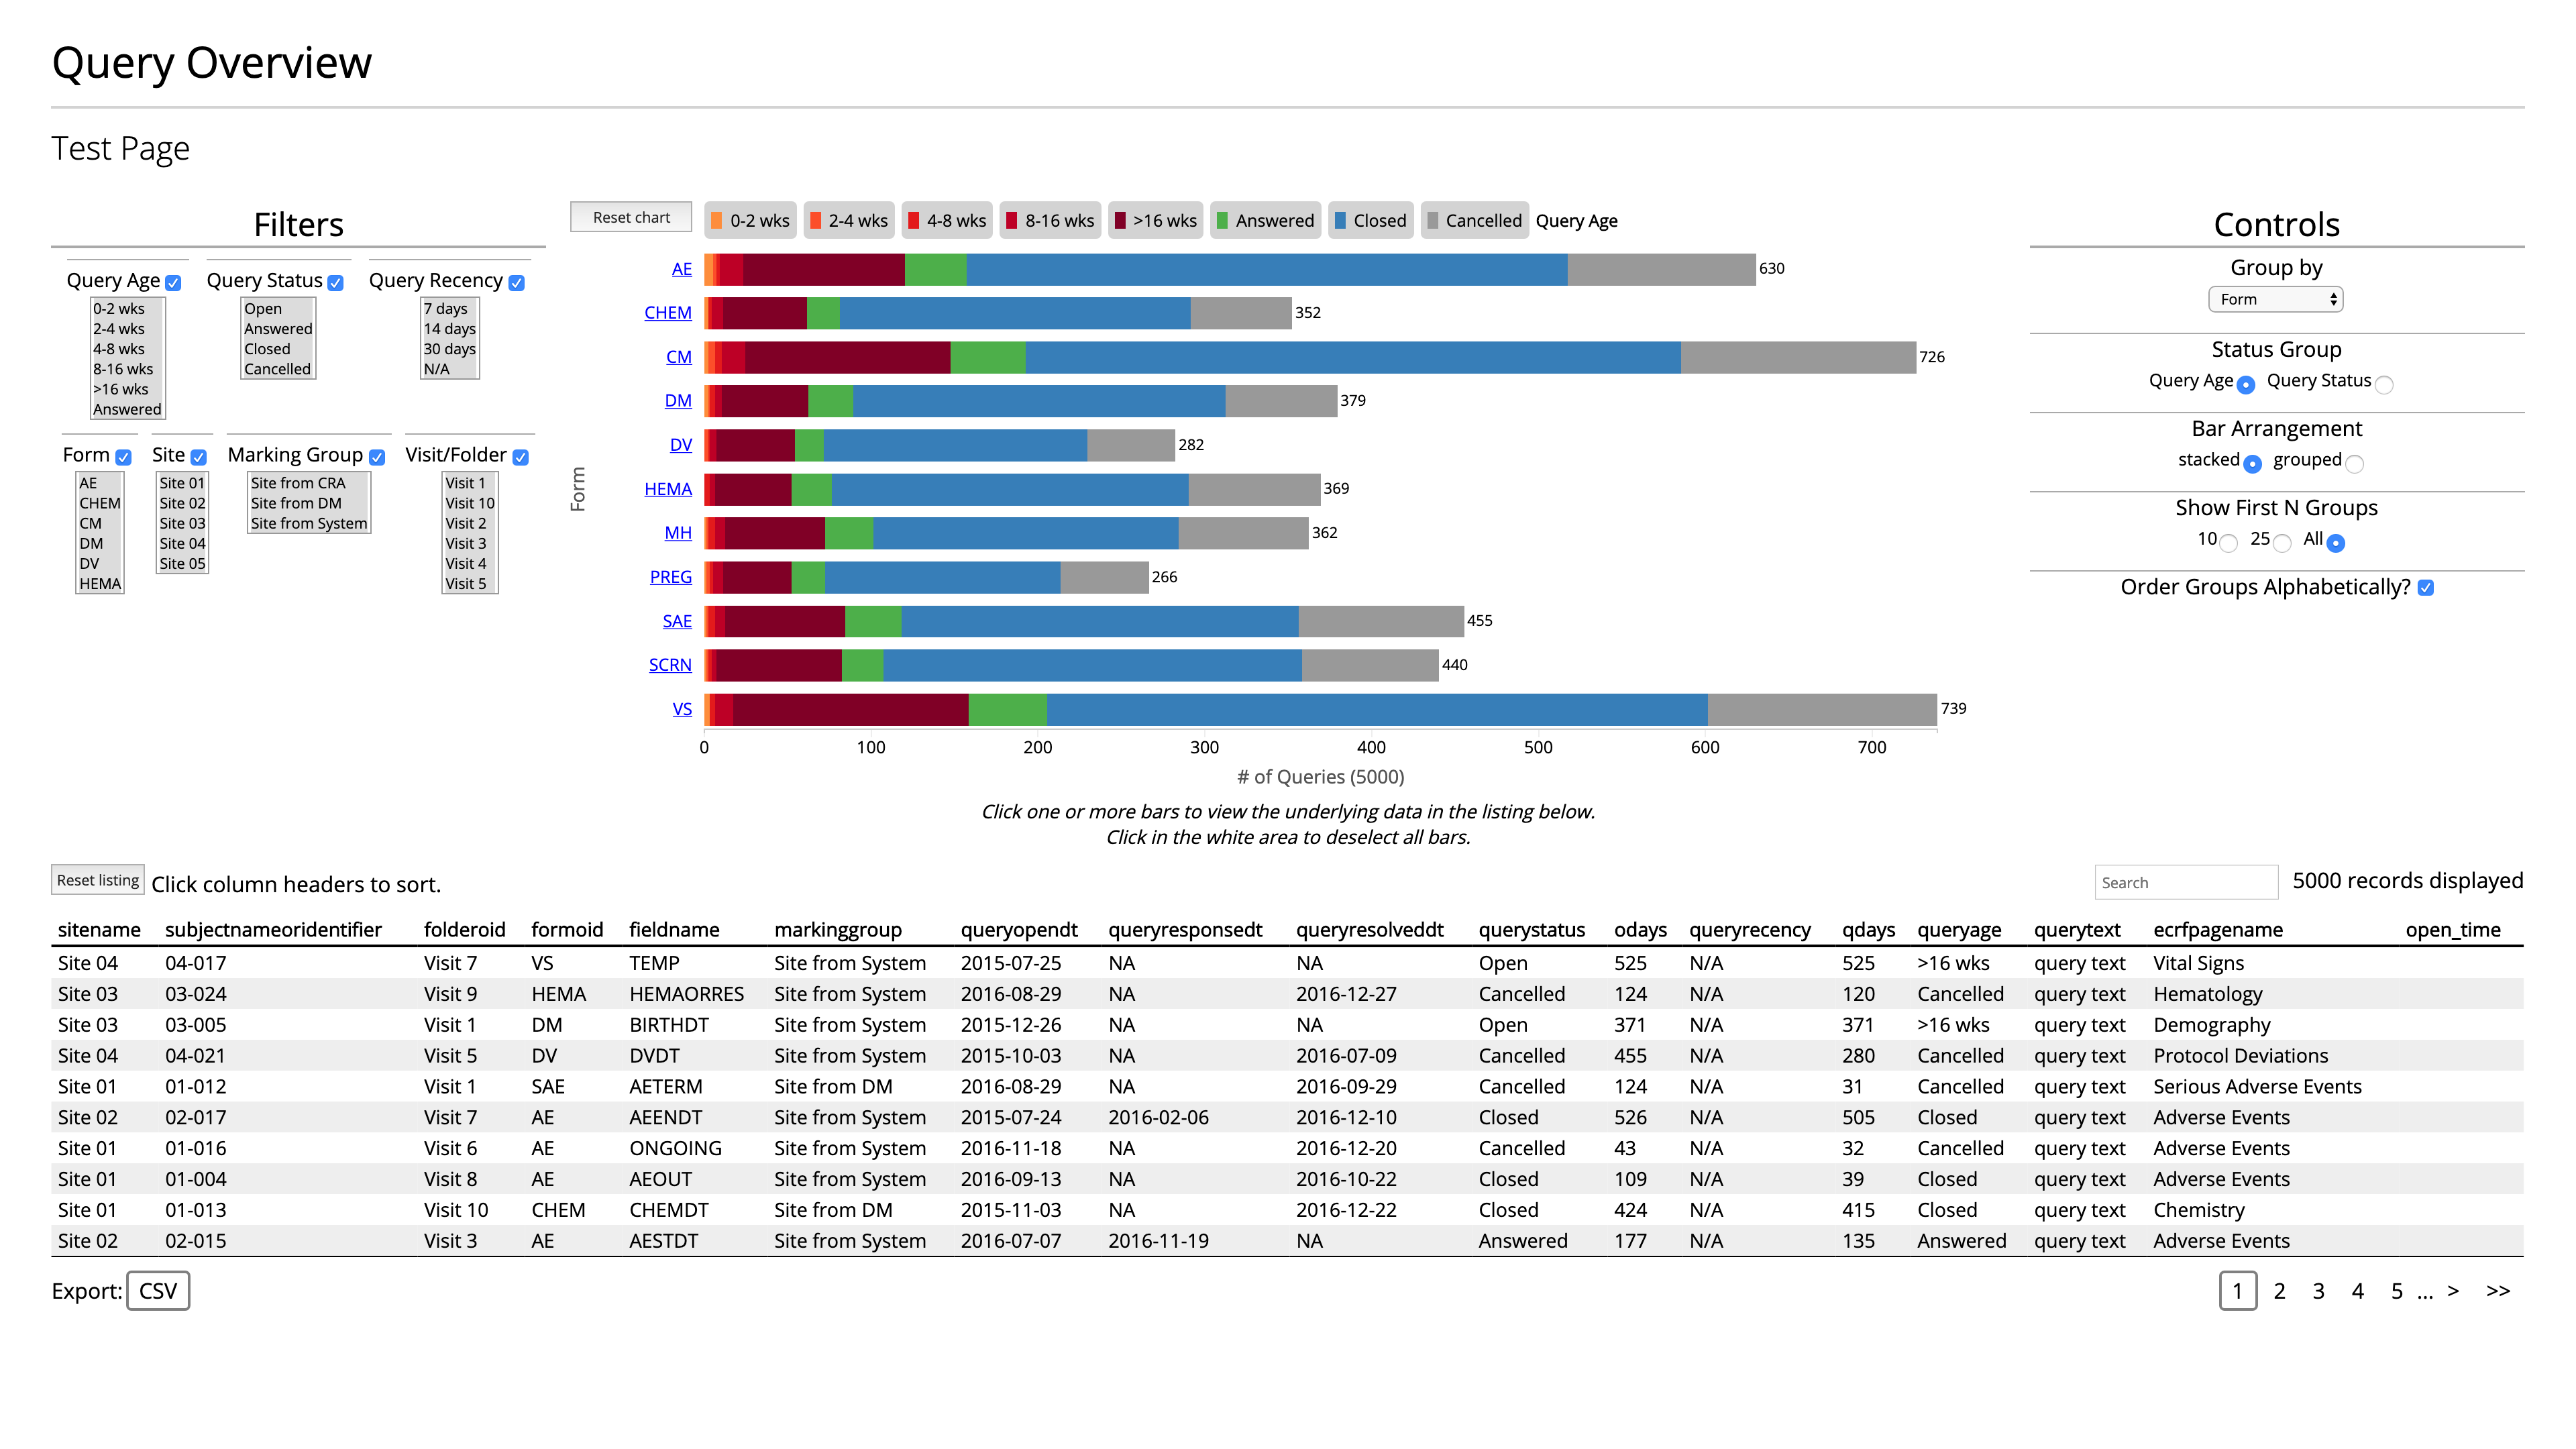 Query Overview
Test Page
Filters
Query Age
0-2 wks
2-4 wks
4-8 wks
8-16 wks
>16 wks
Answered
Query Status
Open
Answered
Closed
Cancelled
Query Recency
7 days
14 days
30 days
N/A
Form
AE
CHEM
CM
DM
DV
HEMA
Site
Site 01
Site 02
Site 03
Site 04
Site 05
Marking Group
Site from CRA
Site from DM
Site from System
Visit/Folder
Visit 1
Visit 10
Visit 2
Visit 3
Visit 4
Visit 5
Reset chart
0-2 wks 2-4 wks 4-8 wks 8-16 wks >16 wks Answered Closed Cancelled Query Age
Form
AE 630
CHEM 352
CM 726
DM 379
DV 282
HEMA 369
MH 362
PREG 266
SAE 455
SCRN 440
VS 739
0 100 200 300 400 500 600 700
# of Queries (5000)
Controls
Group by
Form
Status Group
Query Age Query Status
Bar Arrangement
stacked grouped
Show First N Groups
10 25 All
Order Groups Alphabetically?
Click one or more bars to view the underlying data in the listing below.
Click in the white area to deselect all bars.
Reset listing Click column headers to sort. Search 5000 records displayed
sitename subjectnameoridentifier folderoid formoid fieldname markinggroup queryopendt queryresponsedt queryresolveddt querystatus odays queryrecency qdays queryage querytext ecrfpagename open_time
Site 04 04-017 Visit 7 VS TEMP Site from System 2015-07-25 NA NA Open 525 N/A 525 >16 wks query text Vital Signs
Site 03 03-024 Visit 9 HEMA HEMAORRES Site from System 2016-08-29 NA 2016-12-27 Cancelled 124 N/A 120 Cancelled query text Hematology
Site 03 03-005 Visit 1 DM BIRTHDT Site from System 2015-12-26 NA NA Open 371 N/A 371 >16 wks query text Demography
Site 04 04-021 Visit 5 DV DVDT Site from System 2015-10-03 NA 2016-07-09 Cancelled 455 N/A 280 Cancelled query text Protocol Deviations
Site 01 01-012 Visit 1 SAE AETERM Site from DM 2016-08-29 NA 2016-09-29 Cancelled 124 N/A 31 Cancelled query text Serious Adverse Events
Site 02 02-017 Visit 7 AE AEENDT Site from System 2015-07-24 2016-02-06 2016-12-10 Closed 526 N/A 505 Closed query text Adverse Events
Site 01 01-016 Visit 6 AE ONGOING Site from System 2016-11-18 NA 2016-12-20 Cancelled 43 N/A 32 Cancelled query text Adverse Events
Site 01 01-004 Visit 8 AE AEOUT Site from System 2016-09-13 NA 2016-10-22 Closed 109 N/A 39 Closed query text Adverse Events
Site 01 01-013 Visit 10 CHEM CHEMDT Site from DM 2015-11-03 NA 2016-12-22 Closed 424 N/A 415 Closed query text Chemistry
Site 02 02-015 Visit 3 AE AESTDT Site from System 2016-07-07 2016-11-19 NA Answered 177 N/A 135 Answered query text Adverse Events
Export: CSV 1 2 3 4 5 ... > >>